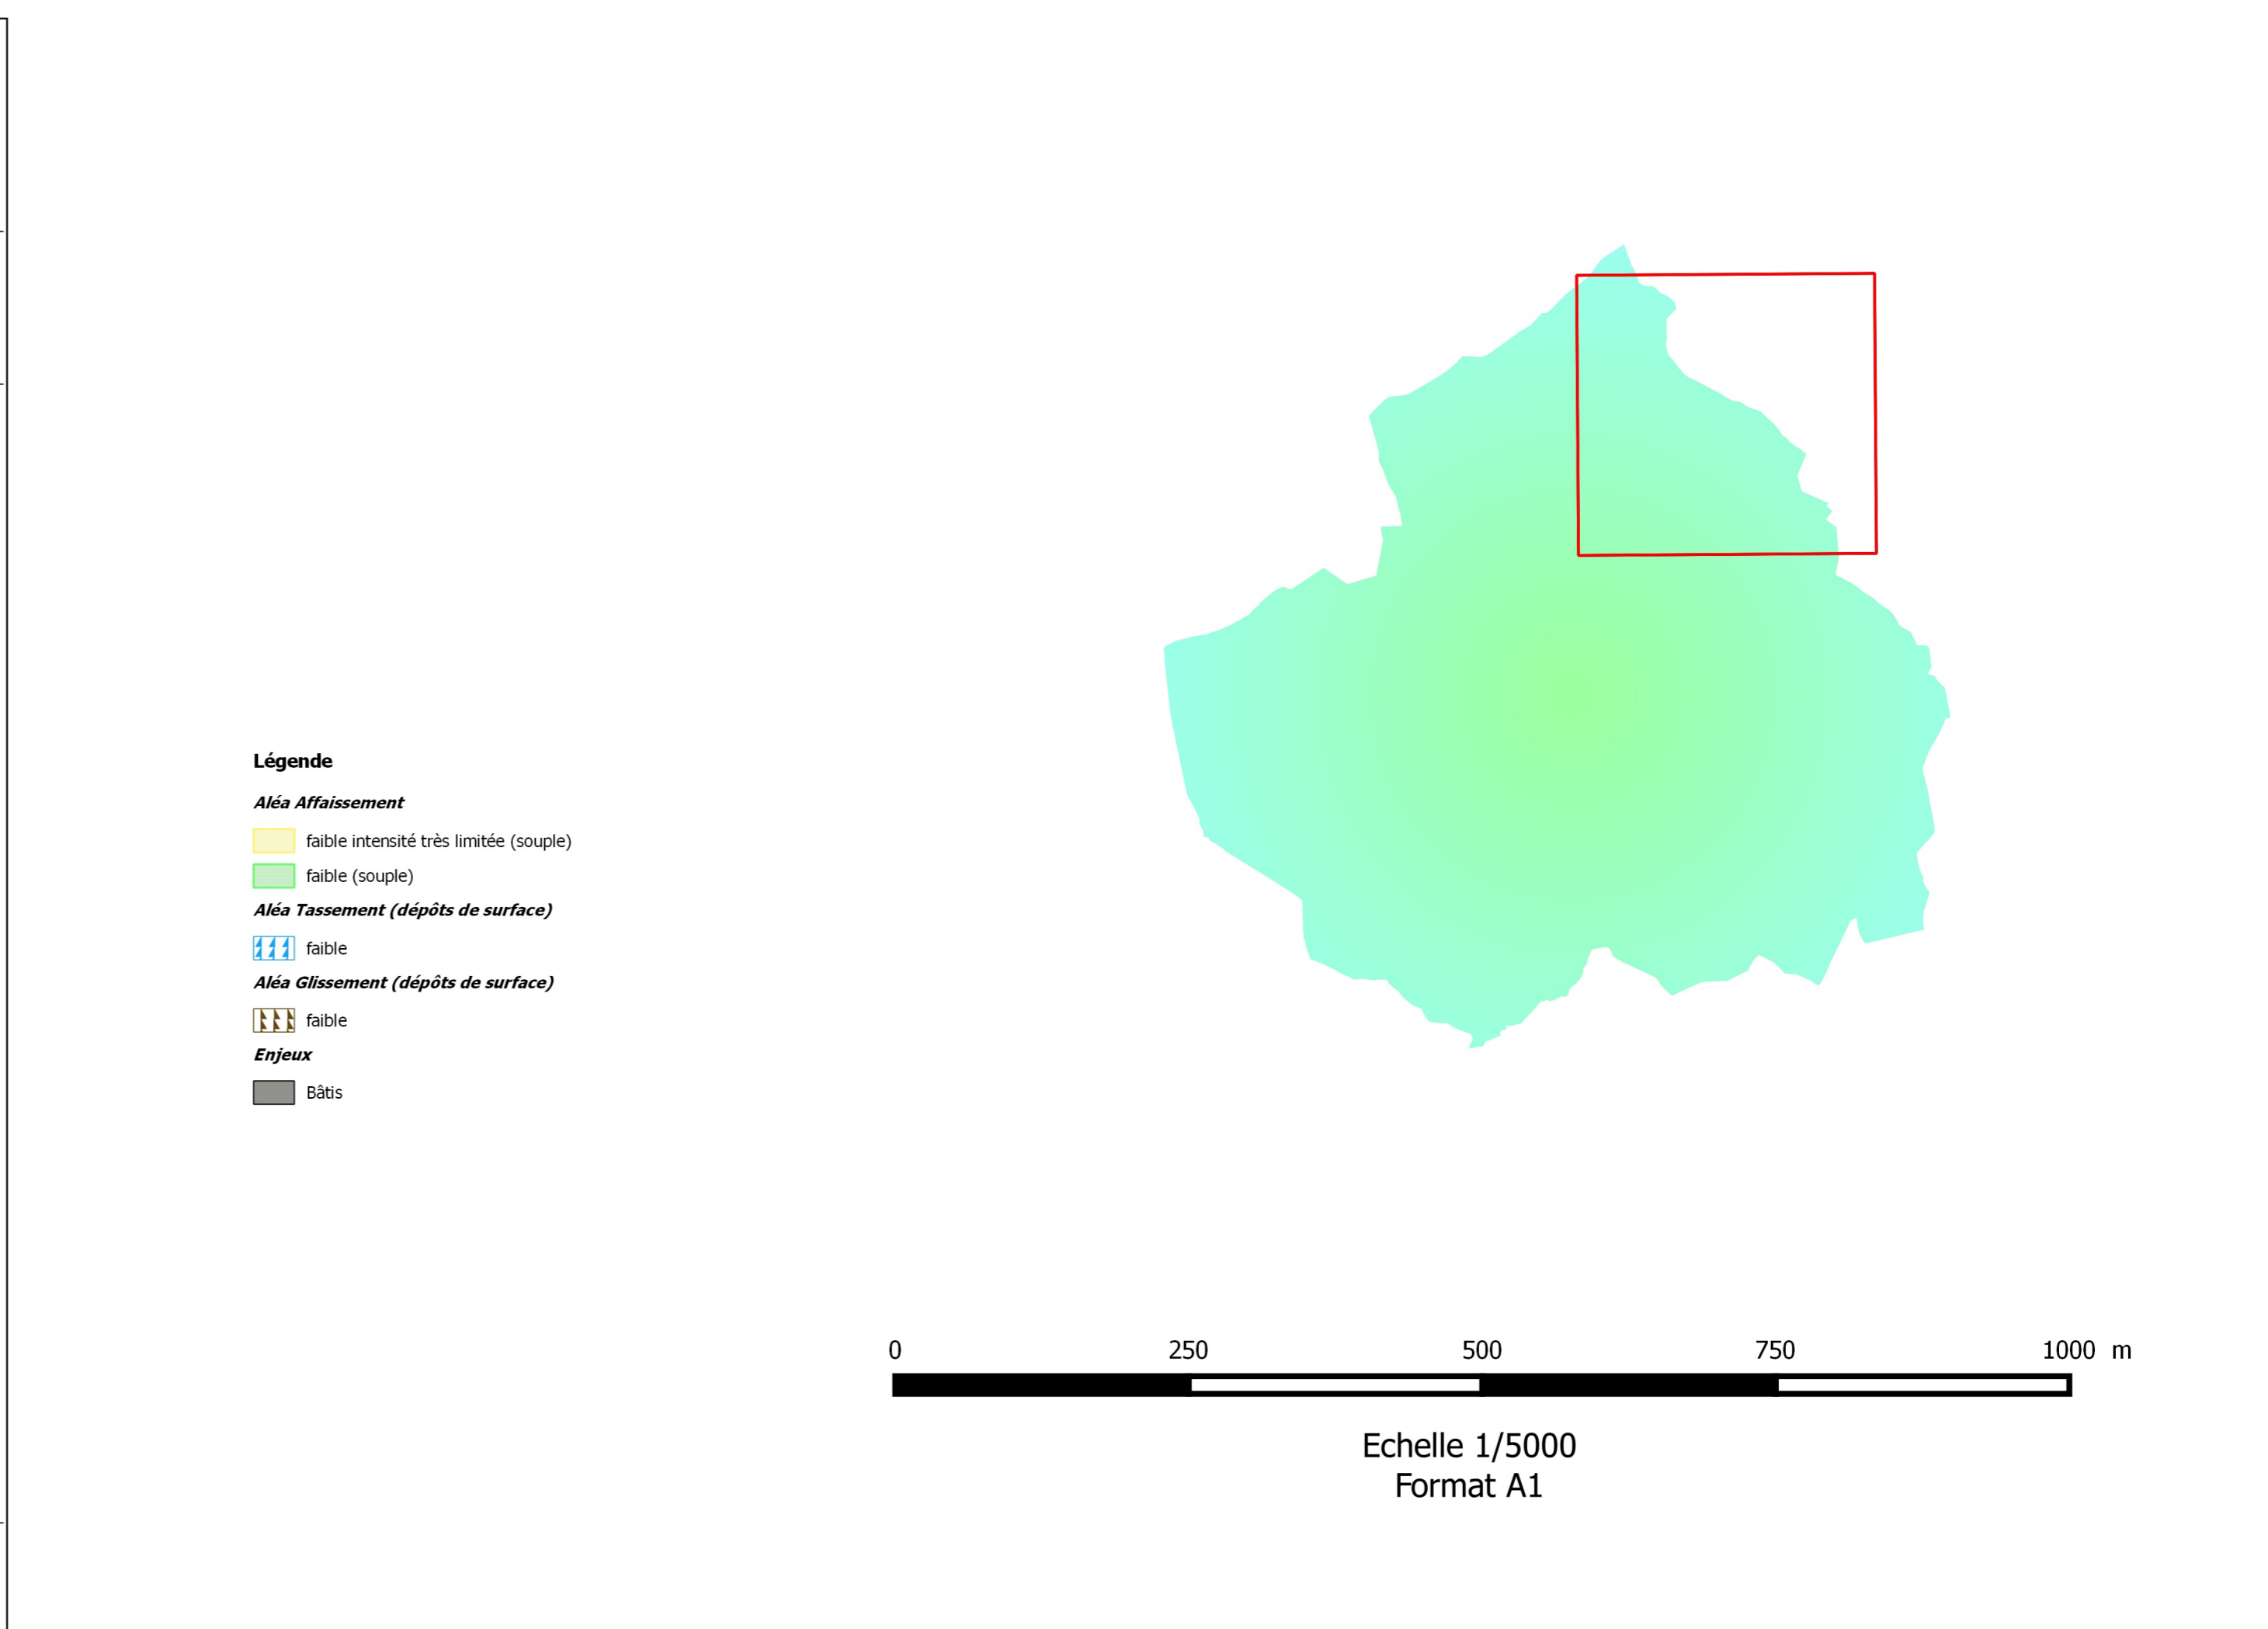 Légende
Aléa Affaissement
faible intensité très limitée (souple)
faible (souple)
Aléa Tassement (dépôts de surface)
faible
Aléa Glissement (dépôts de surface)
faible
Enjeux
Bâtis
0 250 500 750 1000 m
Echelle 1/5000
Format A1